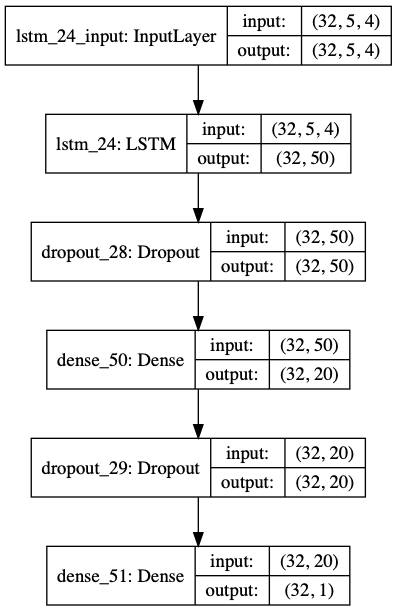 lstm_24_input: InputLayer
input: (32, 5, 4)
output: (32, 5, 4)
lstm_24: LSTM
input: (32, 5, 4)
output: (32, 50)
dropout_28: Dropout
input: (32, 50)
output: (32, 50)
dense_50: Dense
input: (32, 50)
output: (32, 20)
dropout_29: Dropout
input: (32, 20)
output: (32, 20)
dense_51: Dense
input: (32, 20)
output: (32, 1)